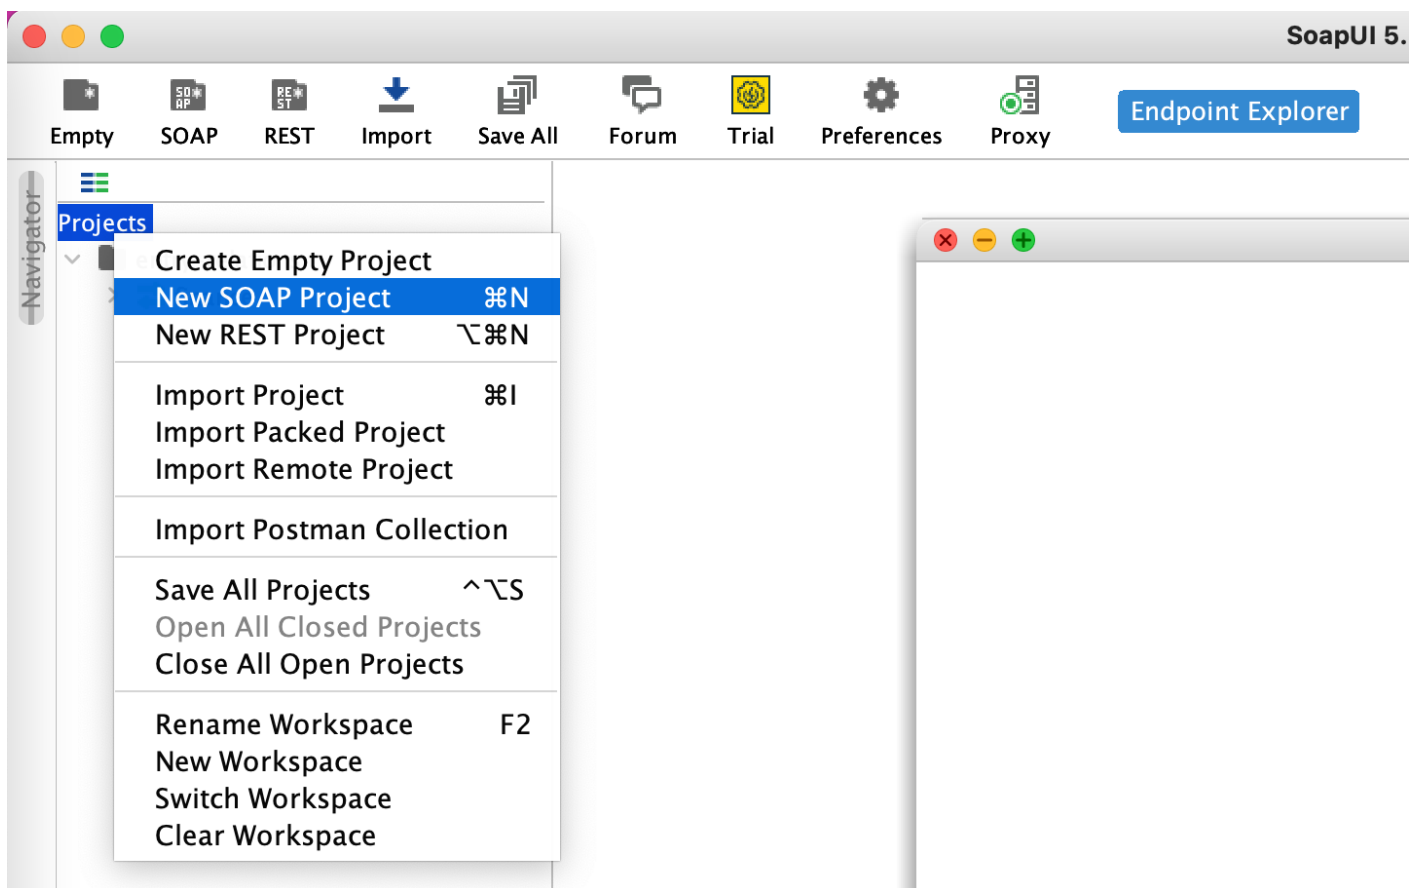 SoapUI 5.
Empty SOAP REST Import Save All Forum Trial Preferences Proxy Endpoint Explorer
Navigator
Projects
Create Empty Project
New SOAP Project ⌘N
New REST Project ⌥⌘N
Import Project ⌘I
Import Packed Project
Import Remote Project
Import Postman Collection
Save All Projects ^⌥S
Open All Closed Projects
Close All Open Projects
Rename Workspace F2
New Workspace
Switch Workspace
Clear Workspace